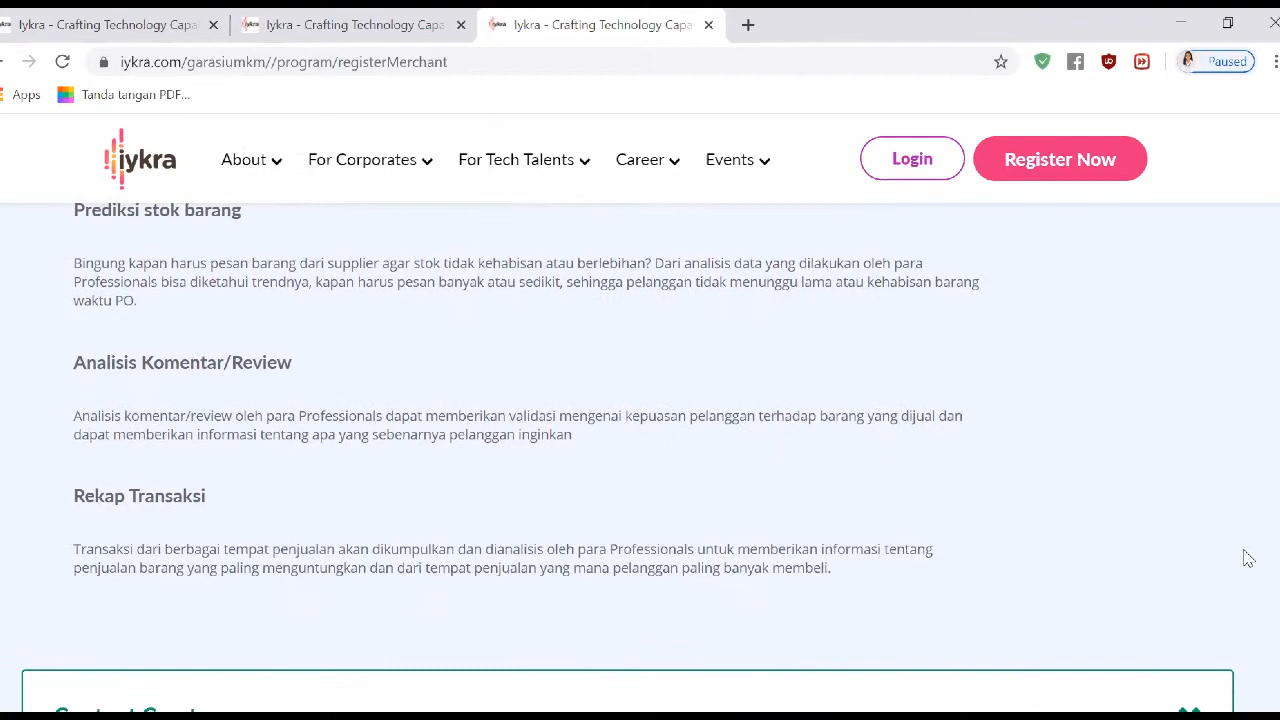 Iykra - Crafting Technology Capa
Iykra - Crafting Technology Capa
Iykra - Crafting Technology Capa
iykra.com/garasiumkm//program/registerMerchant
Paused
Apps
Tanda tangan PDF...
iykra
About
For Corporates
For Tech Talents
Career
Events
Login
Register Now
Prediksi stok barang
Bingung kapan harus pesan barang dari supplier agar stok tidak kehabisan atau berlebihan? Dari analisis data yang dilakukan oleh para
Professionals bisa diketahui trendnya, kapan harus pesan banyak atau sedikit, sehingga pelanggan tidak menunggu lama atau kehabisan barang
waktu PO.
Analisis Komentar/Review
Analisis komentar/review oleh para Professionals dapat memberikan validasi mengenai kepuasan pelanggan terhadap barang yang dijual dan
dapat memberikan informasi tentang apa yang sebenarnya pelanggan inginkan
Rekap Transaksi
Transaksi dari berbagai tempat penjualan akan dikumpulkan dan dianalisis oleh para Professionals untuk memberikan informasi tentang
penjualan barang yang paling menguntungkan dan dari tempat penjualan yang mana pelanggan paling banyak membeli.